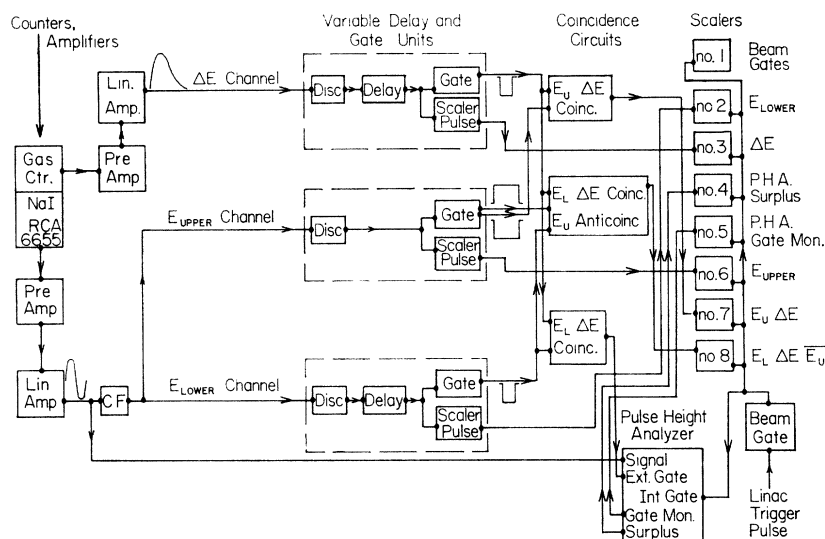 Counters,
Amplifiers
Variable Delay and
Gate Units
Coincidence
Circuits
Scalers
Lin.
Amp.
ΔE Channel
Disc
Delay
Gate
Scaler
Pulse
E_U ΔE
Coinc.
no. 1
Beam
Gates
no 2
E_LOWER
no.3
ΔE
no.4
P.H.A.
Surplus
no.5
P.H.A.
Gate Mon.
no.6
E_UPPER
no.7
E_U ΔE
no 8
E_L ΔE E̅_U̅
Gas
Ctr.
Pre
Amp
NaI
RCA
6655
E_UPPER Channel
Disc
Gate
Scaler
Pulse
E_L ΔE Coinc.
E_U Anticoinc.
Pre
Amp
E_L ΔE
Coinc.
Lin
Amp
CF
E_LOWER Channel
Disc
Delay
Gate
Scaler
Pulse
Pulse Height
Analyzer
Signal
Ext. Gate
Int Gate
Gate Mon.
Surplus
Beam
Gate
Linac
Trigger
Pulse